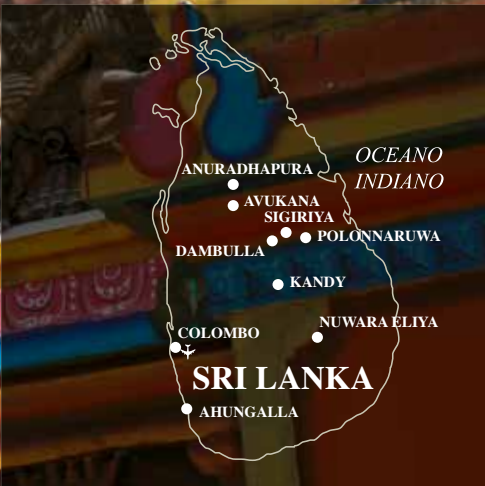 OCEANO
INDIANO
ANURADHAPURA
AVUKANA
SIGIRIYA
POLONNARUWA
DAMBULLA
KANDY
NUWARA ELIYA
COLOMBO
SRI LANKA
AHUNGALLA